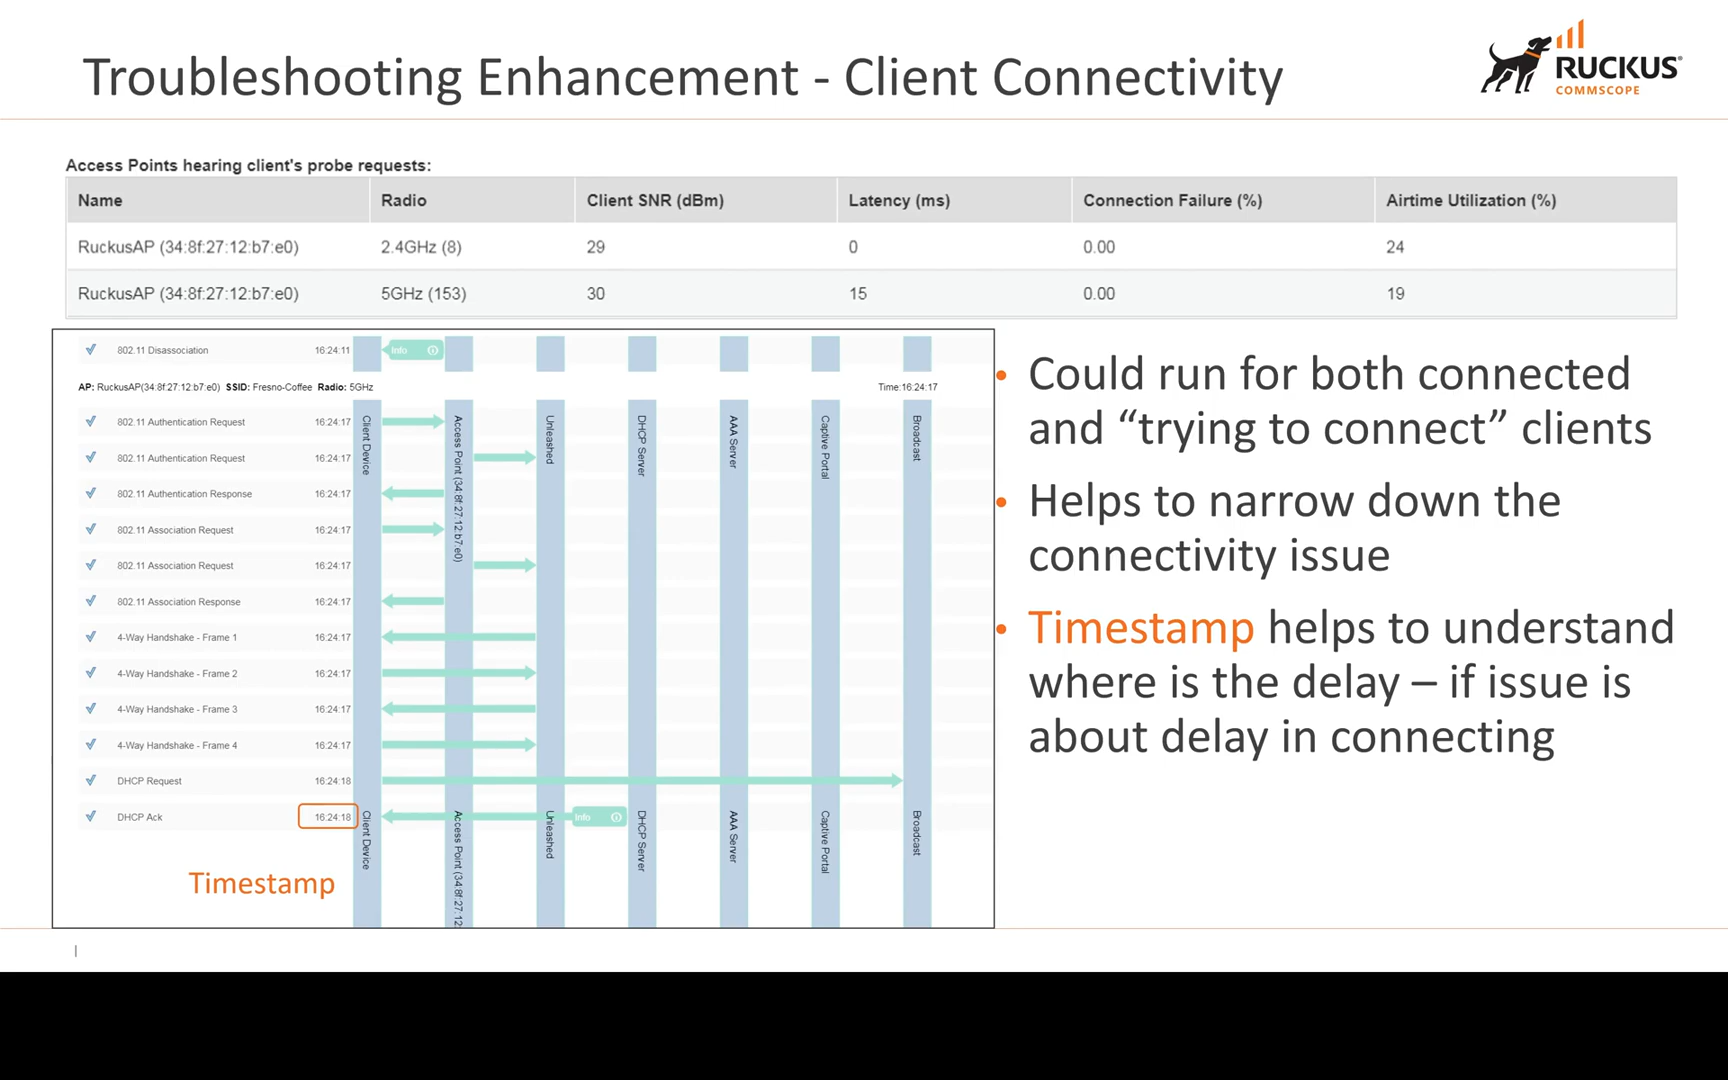 Troubleshooting Enhancement - Client Connectivity
RUCKUS®
COMMSCOPE
Access Points hearing client's probe requests:
Name Radio Client SNR (dBm) Latency (ms) Connection Failure (%) Airtime Utilization (%)
RuckusAP (34:8f:27:12:b7:e0) 2.4GHz (8) 29 0 0.00 24
RuckusAP (34:8f:27:12:b7:e0) 5GHz (153) 30 15 0.00 19
802.11 Disassociation 16:24:11 Info
AP: RuckusAP(34:8f:27:12:b7:e0) SSID: Fresno-Coffee Radio: 5GHz Time:16:24:17
Client Device
Access Point (34:8f:27:12:b7:e0)
Unleashed
DHCP Server
AAA Server
Captive Portal
Broadcast
802.11 Authentication Request 16:24:17
802.11 Authentication Request 16:24:17
802.11 Authentication Response 16:24:17
802.11 Association Request 16:24:17
802.11 Association Request 16:24:17
802.11 Association Response 16:24:17
4-Way Handshake - Frame 1 16:24:17
4-Way Handshake - Frame 2 16:24:17
4-Way Handshake - Frame 3 16:24:17
4-Way Handshake - Frame 4 16:24:17
DHCP Request 16:24:18
DHCP Ack 16:24:18 Info
Client Device
Access Point (34:8f:27:12
Unleashed
DHCP Server
AAA Server
Captive Portal
Broadcast
Timestamp
• Could run for both connected
and “trying to connect” clients
• Helps to narrow down the
connectivity issue
• Timestamp helps to understand
where is the delay – if issue is
about delay in connecting
|